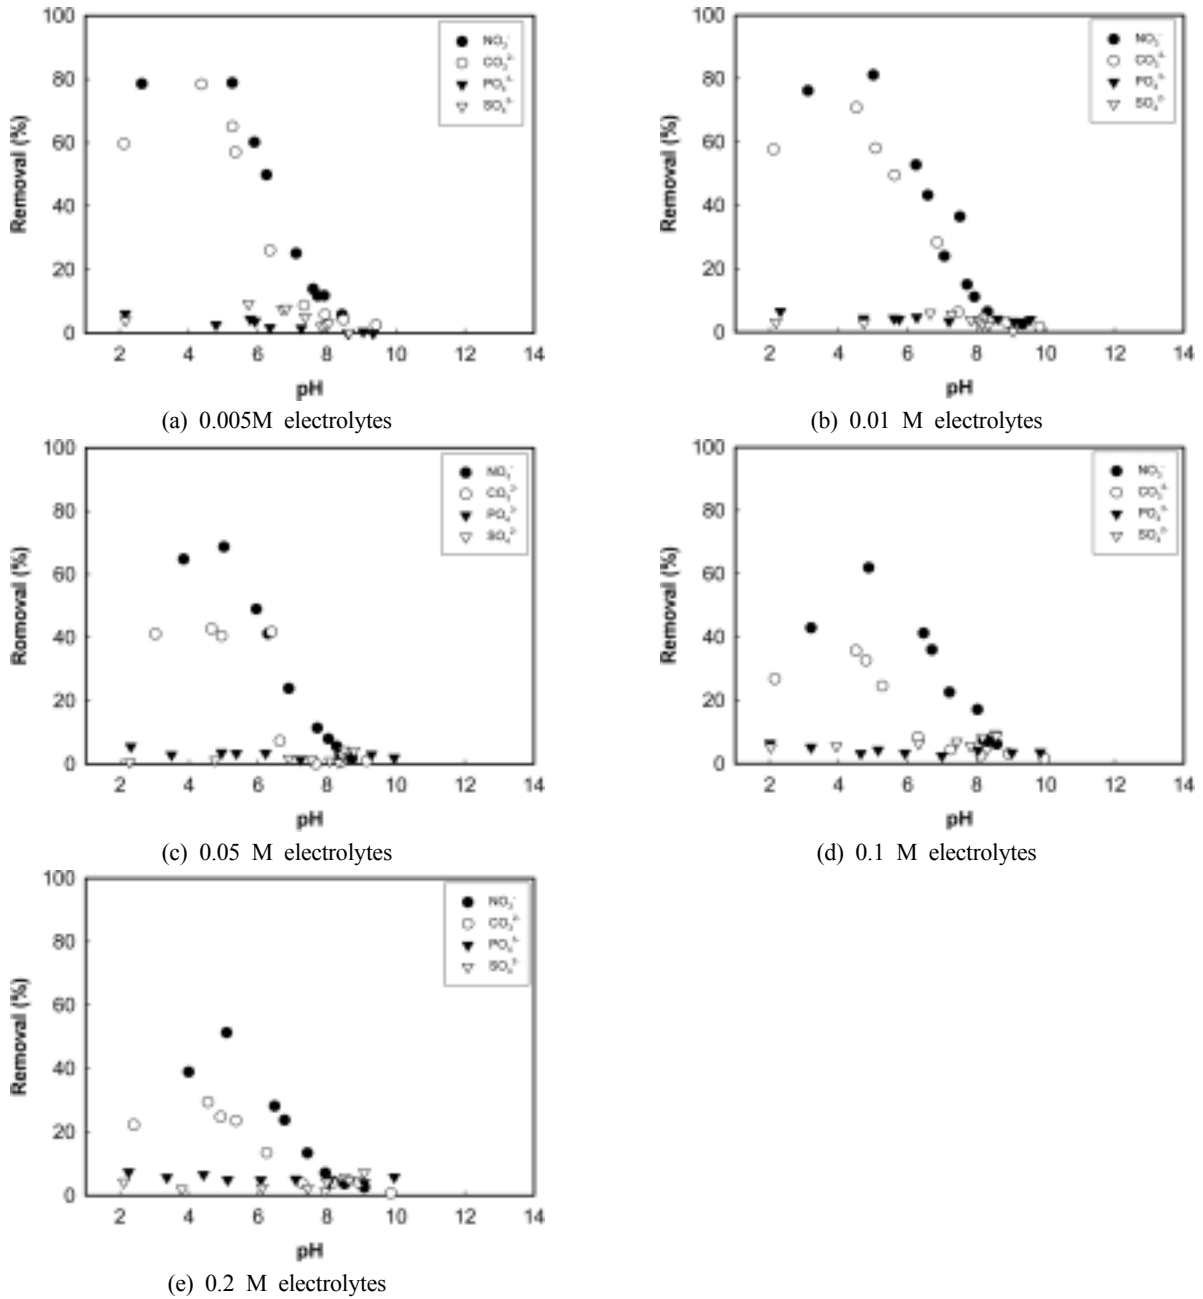 100
80
60
40
20
0
Removal (%)
2 4 6 8 10 12 14
pH
NO₃⁻
CO₃²⁻
PO₄³⁻
SO₄²⁻
(a) 0.005M electrolytes
100
80
60
40
20
0
Removal (%)
0 2 4 6 8 10 12 14
pH
NO₃⁻
CO₃²⁻
PO₄³⁻
SO₄²⁻
(b) 0.01 M electrolytes
100
80
60
40
20
0
Romoval (%)
2 4 6 8 10 12 14
pH
NO₃⁻
CO₃²⁻
PO₄³⁻
SO₄²⁻
(c) 0.05 M electrolytes
100
80
60
40
20
0
Removal (%)
2 4 6 8 10 12 14
pH
NO₃⁻
CO₃²⁻
PO₄³⁻
SO₄²⁻
(d) 0.1 M electrolytes
100
80
60
40
20
0
Removal (%)
2 4 6 8 10 12 14
pH
NO₃⁻
CO₃²⁻
PO₄³⁻
SO₄²⁻
(e) 0.2 M electrolytes